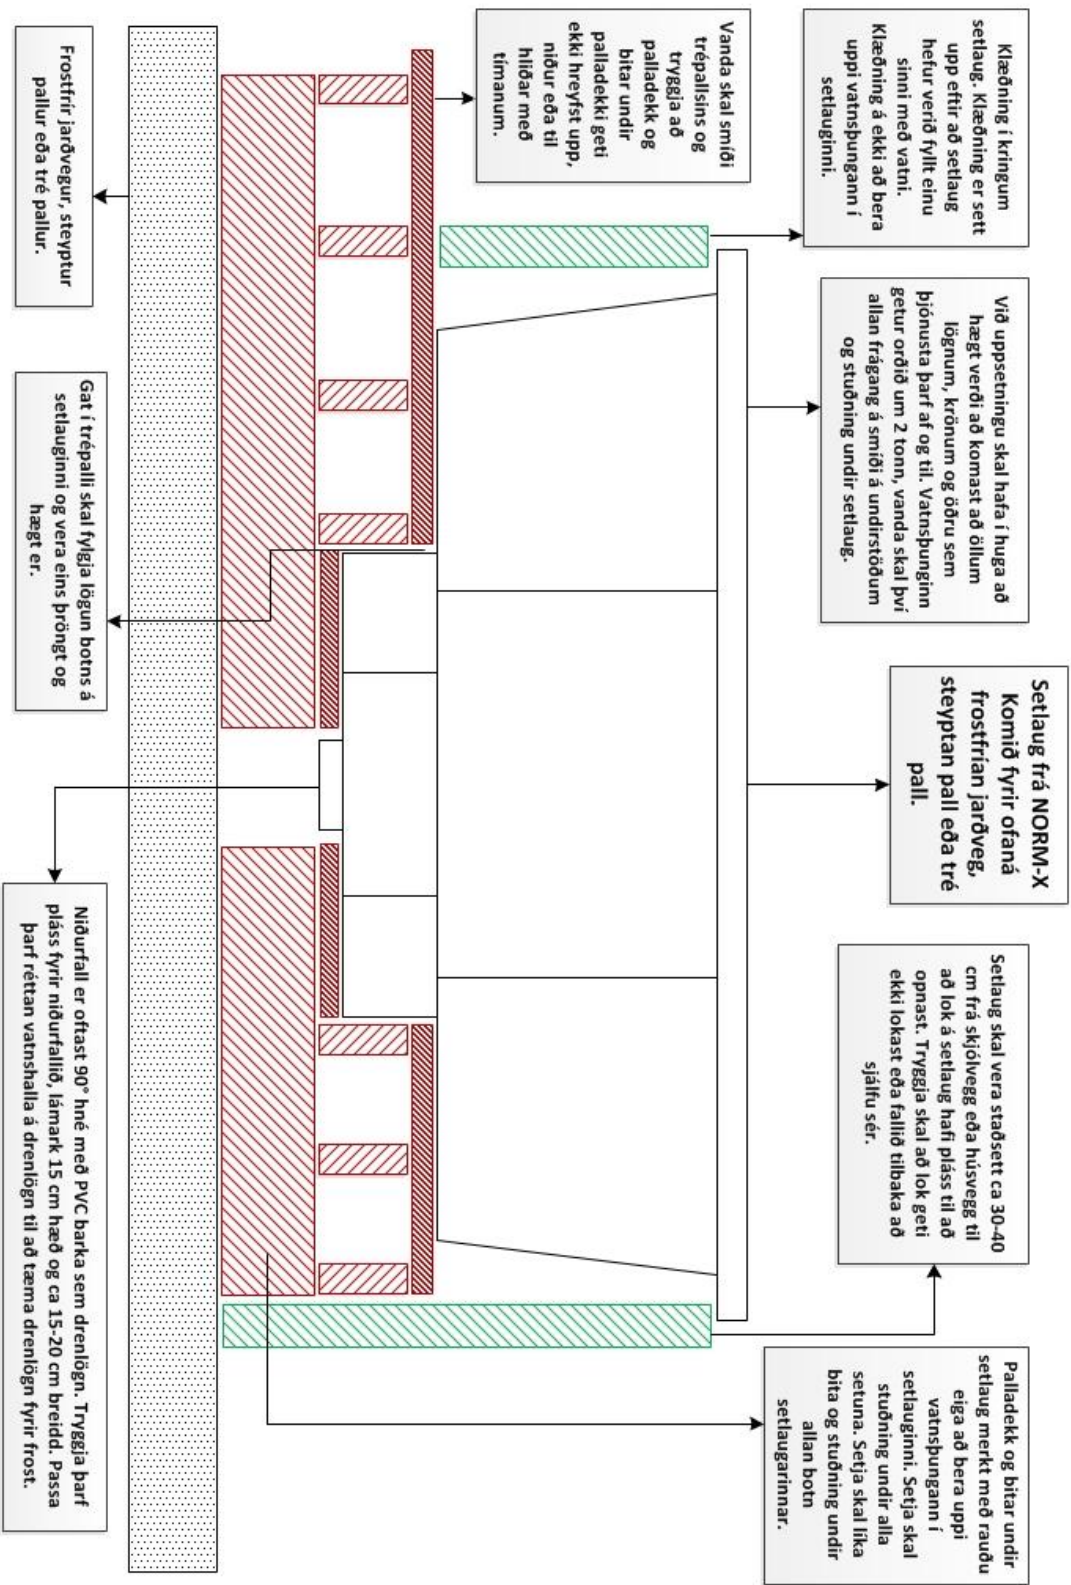 Klæðning í kringum
setlaug. Klæðning er sett
upp eftir að setlaug
hefur verið fyllt einu
sinni með vatni.
Klæðning á ekki að bera
uppi vatnsþungann í
setlauginni.
Við uppsetningu skal hafa í huga að
hægt verði að komast að öllum
lögnum, krönum og öðru sem
þjónusta þarf af og til. Vatnsþunginn
getur orðið um 2 tonn, vanda skal því
allan frágang á smíði á undirstöðum
og stuðning undir setlaug.
Setlaug frá NORM-X
Komið fyrir ofaná
frostfrían jarðveg,
steyptan pall eða tré
pall.
Setlaug skal vera staðsett ca 30-40
cm frá skjólvegg eða húsvegg til
að lok á setlaug hafi pláss til að
opnast. Tryggja skal að lok geti
ekki lokast eða fallið tilbaka að
sjálfu sér.
Palladekk og bitar undir
setlaug merkt með rauðu
eiga að bera uppi
vatnsþungann í
setlauginni. Setja skal
stuðning undir alla
setuna. Setja skal líka
bita og stuðning undir
allan botn
setlaugarinnar.
Vanda skal smíði
trépallsins og
tryggja að
palladekk og
bitar undir
palladekki geti
ekki hreyfst upp,
niður eða til
hliðar með
tímanum.
Frostfrír jarðvegur, steyptur
pallur eða tré pallur.
Gat í trépalli skal fylgja lögun botns á
setlauginni og vera eins þröngt og
hægt er.
Niðurfall er oftast 90° hné með PVC barka sem drenlögn. Tryggja þarf
pláss fyrir niðurfallið, lámark 15 cm hæð og ca 15-20 cm breidd. Passa
þarf réttan vatnshalla á drenlögn til að tæma drenlögn fyrir frost.